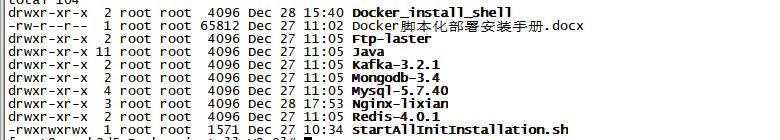 total 104
drwxr-xr-x 2 root root 4096 Dec 28 15:40 Docker_install_shell
-rw-r--r-- 1 root root 65812 Dec 27 11:02 Docker脚本化部署安装手册.docx
drwxr-xr-x 2 root root 4096 Dec 27 11:05 Ftp-laster
drwxr-xr-x 11 root root 4096 Dec 27 11:05 Java
drwxr-xr-x 2 root root 4096 Dec 27 11:05 Kafka-3.2.1
drwxr-xr-x 2 root root 4096 Dec 27 11:05 Mongodb-3.4
drwxr-xr-x 4 root root 4096 Dec 27 11:05 Mysql-5.7.40
drwxr-xr-x 3 root root 4096 Dec 28 17:53 Nginx-lixian
drwxr-xr-x 2 root root 4096 Dec 27 11:05 Redis-4.0.1
-rwxrwxrwx 1 root root 1571 Dec 27 10:34 startAllInitInstallation.sh